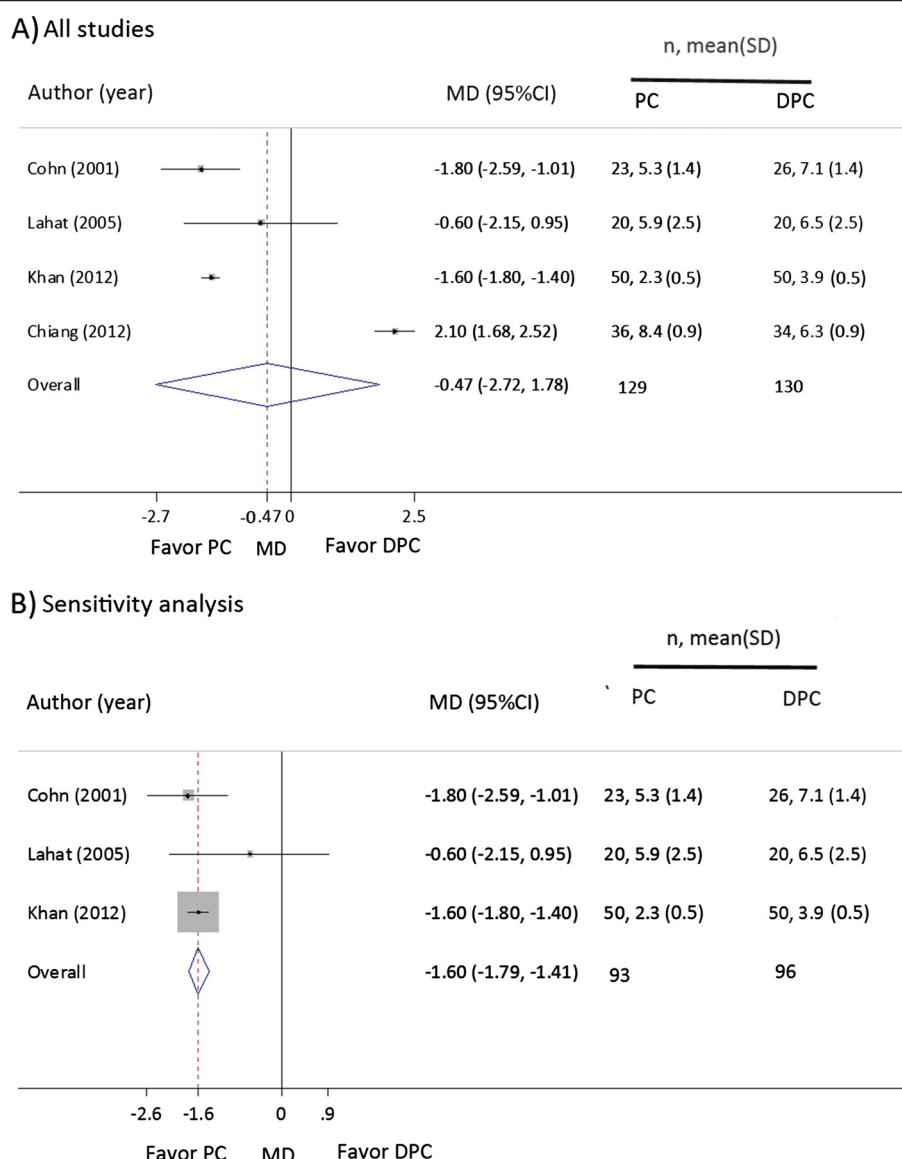 A) All studies
n, mean(SD)
Author (year) MD (95%CI) PC DPC
Cohn (2001) -1.80 (-2.59, -1.01) 23, 5.3 (1.4) 26, 7.1 (1.4)
Lahat (2005) -0.60 (-2.15, 0.95) 20, 5.9 (2.5) 20, 6.5 (2.5)
Khan (2012) -1.60 (-1.80, -1.40) 50, 2.3 (0.5) 50, 3.9 (0.5)
Chiang (2012) 2.10 (1.68, 2.52) 36, 8.4 (0.9) 34, 6.3 (0.9)
Overall -0.47 (-2.72, 1.78) 129 130
-2.7 -0.47 0 2.5
Favor PC MD Favor DPC
B) Sensitivity analysis
n, mean(SD)
Author (year) MD (95%CI) PC DPC
Cohn (2001) -1.80 (-2.59, -1.01) 23, 5.3 (1.4) 26, 7.1 (1.4)
Lahat (2005) -0.60 (-2.15, 0.95) 20, 5.9 (2.5) 20, 6.5 (2.5)
Khan (2012) -1.60 (-1.80, -1.40) 50, 2.3 (0.5) 50, 3.9 (0.5)
Overall -1.60 (-1.79, -1.41) 93 96
-2.6 -1.6 0 .9
Favor PC MD Favor DPC